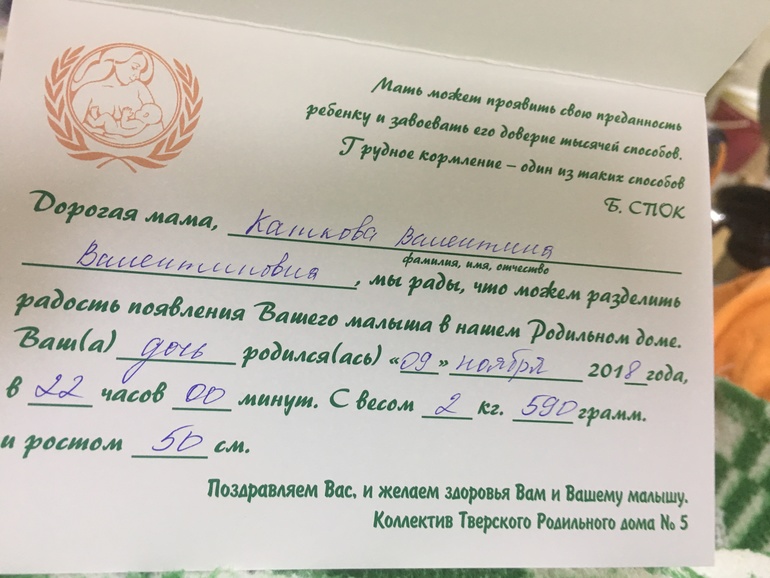 Мать может проявить свою преданность
ребенку и завоевать его доверие тысячей способов.
Грудное кормление – один из таких способов
Б. СПОК
Дорогая мама, Каткова Валентина
фамилия, имя, отчество
Валентиновна, мы рады, что можем разделить
радость появления Вашего малыша в нашем Родильном доме.
Ваш(а) дочь родился(ась) «09» ноября 2018 года,
в 22 часов 00 минут. С весом 2 кг. 590 грамм.
и ростом 50 см.
Поздравляем Вас, и желаем здоровья Вам и Вашему малышу.
Коллектив Тверского Родильного дома № 5